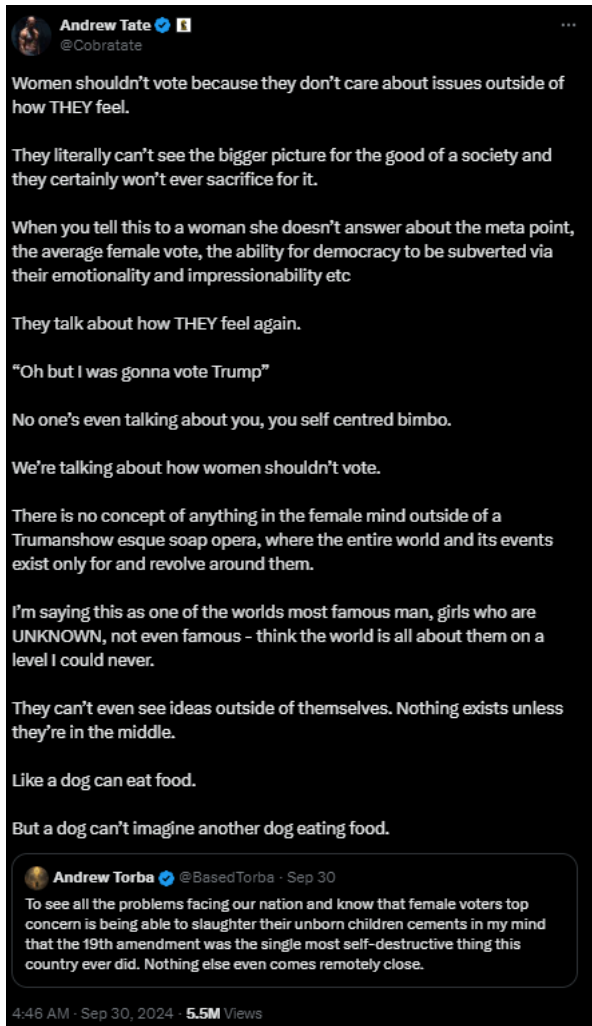 Andrew Tate
@Cobratate
Women shouldn't vote because they don't care about issues outside of
how THEY feel.
They literally can't see the bigger picture for the good of a society and
they certainly won't ever sacrifice for it.
When you tell this to a woman she doesn't answer about the meta point,
the average female vote, the ability for democracy to be subverted via
their emotionality and impressionability etc
They talk about how THEY feel again.
“Oh but I was gonna vote Trump”
No one's even talking about you, you self centred bimbo.
We're talking about how women shouldn't vote.
There is no concept of anything in the female mind outside of a
Trumanshow esque soap opera, where the entire world and its events
exist only for and revolve around them.
I'm saying this as one of the worlds most famous man, girls who are
UNKNOWN, not even famous - think the world is all about them on a
level I could never.
They can't even see ideas outside of themselves. Nothing exists unless
they're in the middle.
Like a dog can eat food.
But a dog can't imagine another dog eating food.
Andrew Torba @BasedTorba · Sep 30
To see all the problems facing our nation and know that female voters top
concern is being able to slaughter their unborn children cements in my mind
that the 19th amendment was the single most self-destructive thing this
country ever did. Nothing else even comes remotely close.
4:46 AM · Sep 30, 2024 · 5.5M Views